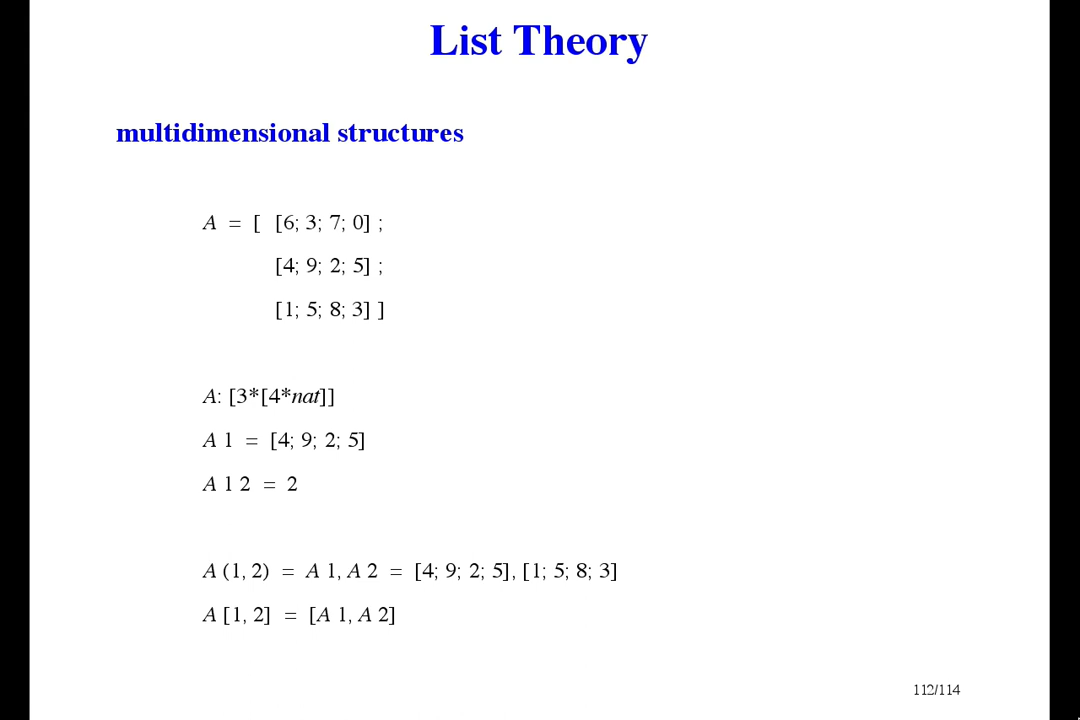 List Theory
multidimensional structures
A = [ [6; 3; 7; 0] ;
[4; 9; 2; 5] ;
[1; 5; 8; 3] ]
A: [3*[4*nat]]
A 1 = [4; 9; 2; 5]
A 1 2 = 2
A (1, 2) = A 1, A 2 = [4; 9; 2; 5], [1; 5; 8; 3]
A [1, 2] = [A 1, A 2]
112/114